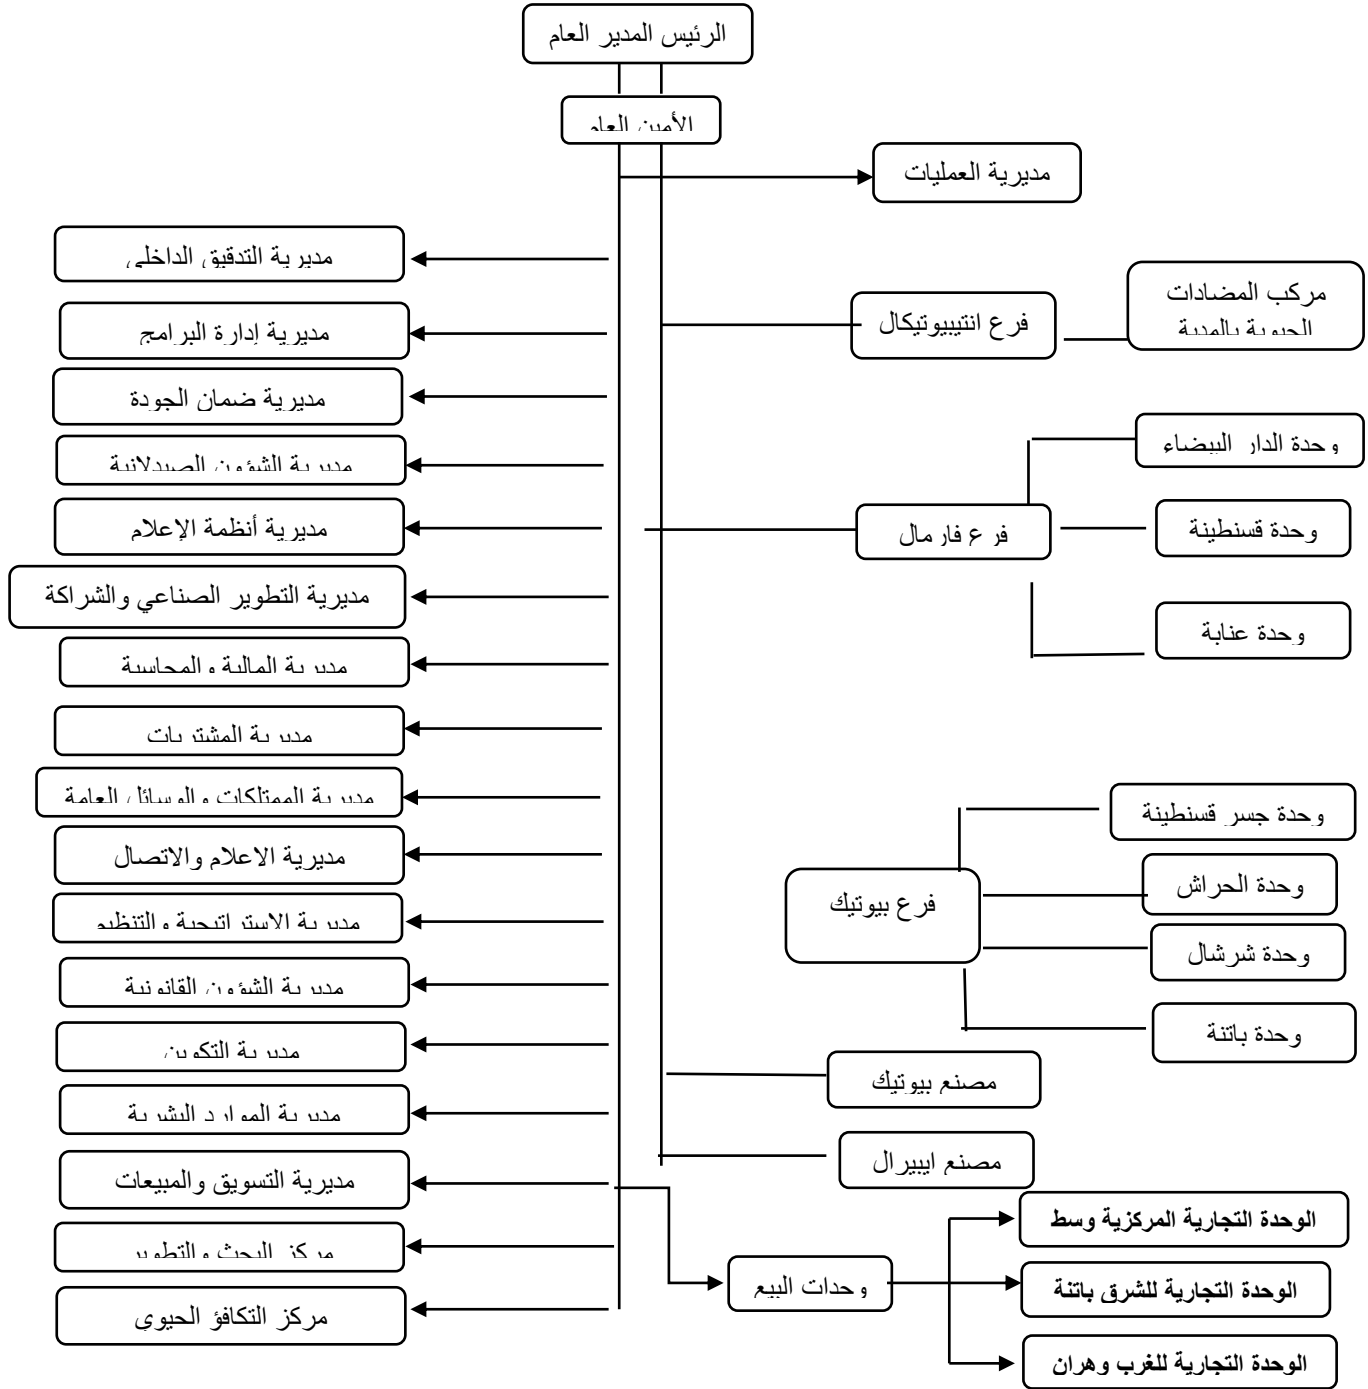 الرئيس المدير العام
الأمين العام
مديرية العمليات
مديرية التدقيق الداخلي
مديرية إدارة البرامج
مديرية ضمان الجودة
مديرية الشؤون الصيدلانية
مديرية أنظمة الإعلام
مديرية التطوير الصناعي والشراكة
مديرية المالية والمحاسبة
مديرية المشتريات
مديرية الممتلكات والوسائل العامة
مديرية الاعلام والاتصال
مديرية الاستراتيجية والتنظيم
مديرية الشؤون القانونية
مديرية التكوين
مديرية الموارد البشرية
مديرية التسويق والمبيعات
مركز البحث والتطوير
مركز التكافؤ الحيوي
فرع انتيبيوتيكال
مركب المضادات
الحيوية بالمدية
فرع فارمال
وحدة الدار البيضاء
وحدة قسنطينة
وحدة عنابة
فرع بيوتيك
وحدة جسر قسنطينة
وحدة الحراش
وحدة شرشال
وحدة باتنة
مصنع بيوتيك
مصنع ايبيرال
وحدات البيع
الوحدة التجارية المركزية وسط
الوحدة التجارية للشرق باتنة
الوحدة التجارية للغرب وهران